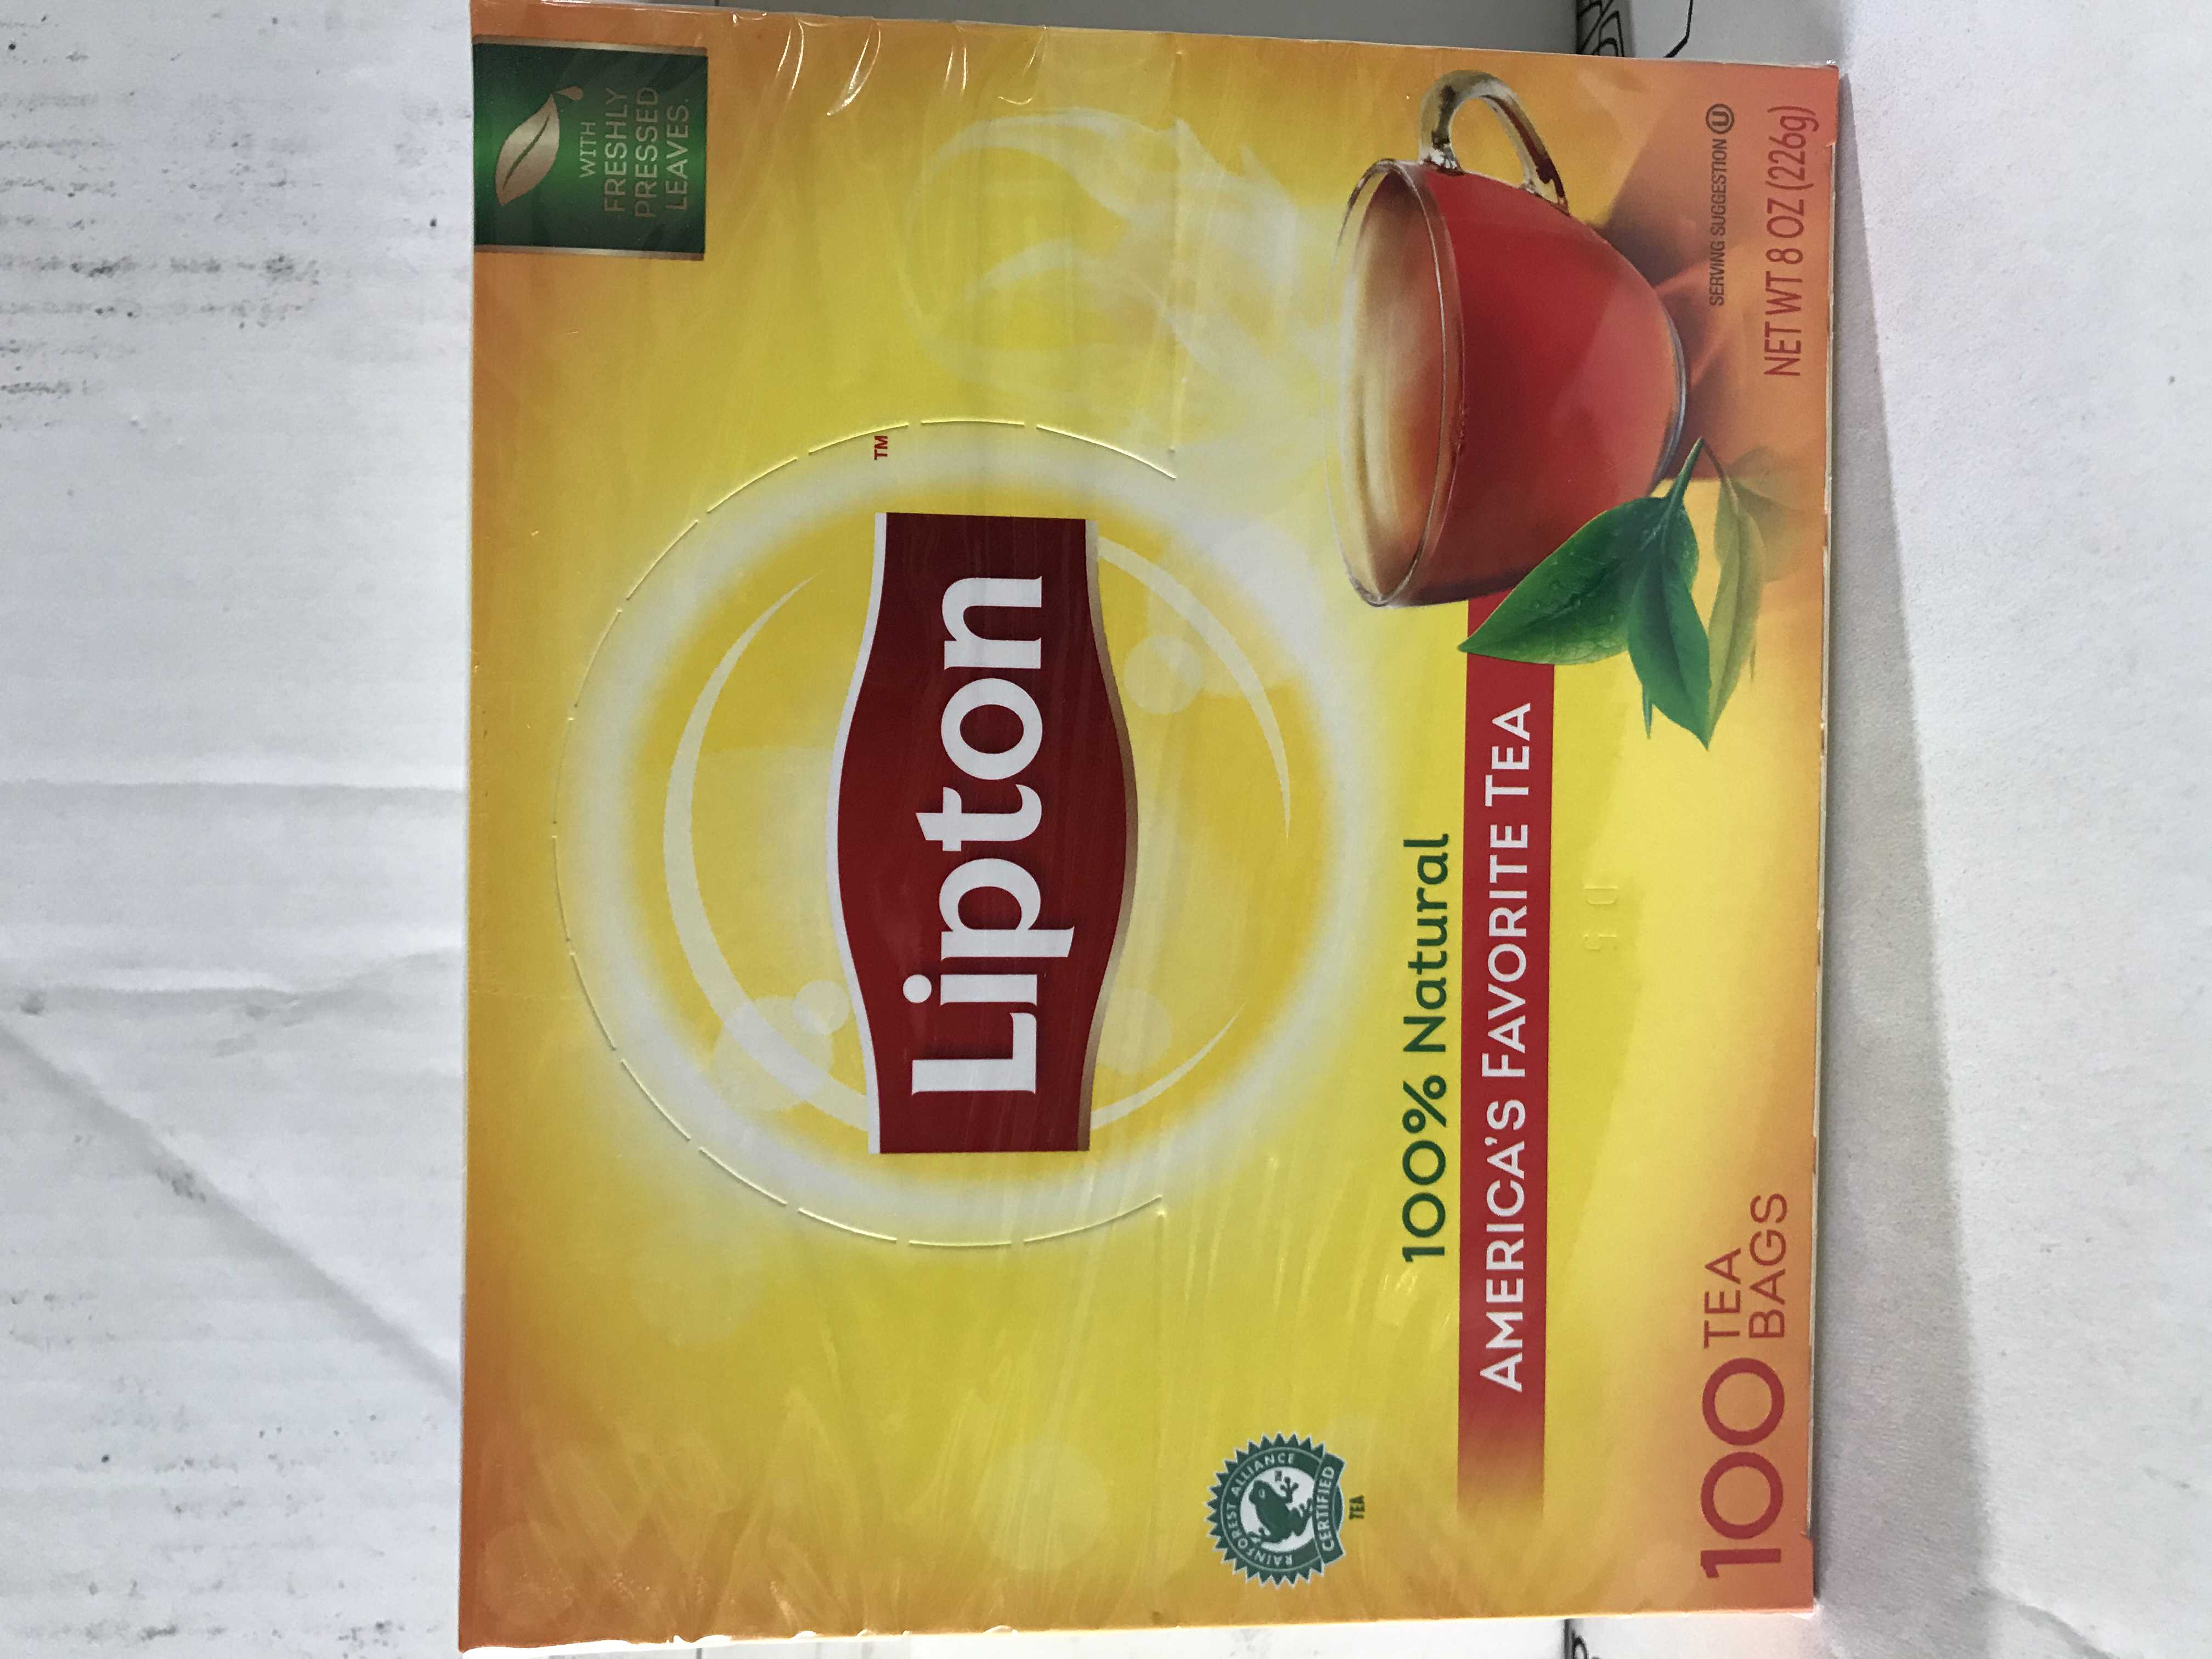 WITH
FRESHLY
PRESSED
LEAVES.
Lipton
TM
RAINFOREST ALLIANCE
CERTIFIED
TEA
100% Natural
AMERICA'S FAVORITE TEA
100 TEA
BAGS
SERVING SUGGESTION U
NET WT 8 OZ (226g)